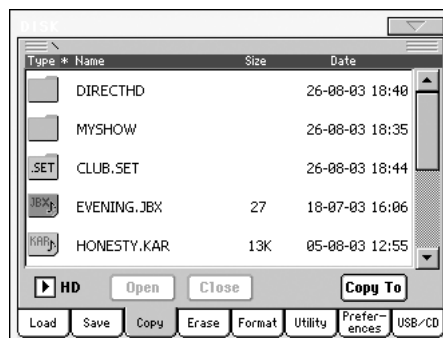 DISK
Type * Name Size Date
DIRECTHD 26-08-03 18:40
MYSHOW 26-08-03 18:35
.SET CLUB.SET 26-08-03 18:44
JBX EVENING.JBX 27 18-07-03 16:06
KAR HONESTY.KAR 13K 05-08-03 12:55
HD Open Close Copy To
Load Save Copy Erase Format Utility Prefer-ences USB/CD